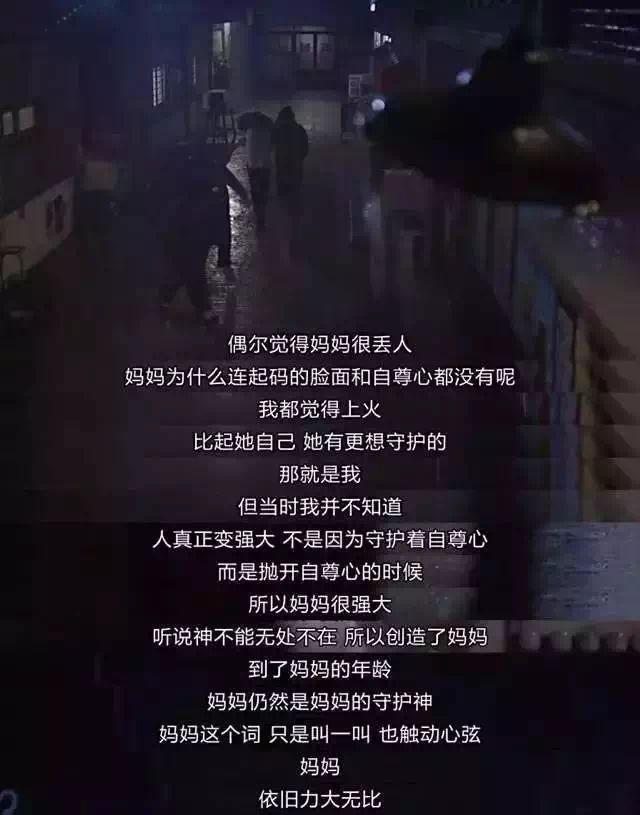 偶尔觉得妈妈很丢人
妈妈为什么连起码的脸面和自尊心都没有呢
我都觉得上火
比起她自己 她有更想守护的
那就是我
但当时我并不知道
人真正变强大 不是因为守护着自尊心
而是抛开自尊心的时候
所以妈妈很强大
听说神不能无处不在 所以创造了妈妈
到了妈妈的年龄
妈妈仍然是妈妈的守护神
妈妈这个词 只是叫一叫 也触动心弦
妈妈
依旧力大无比